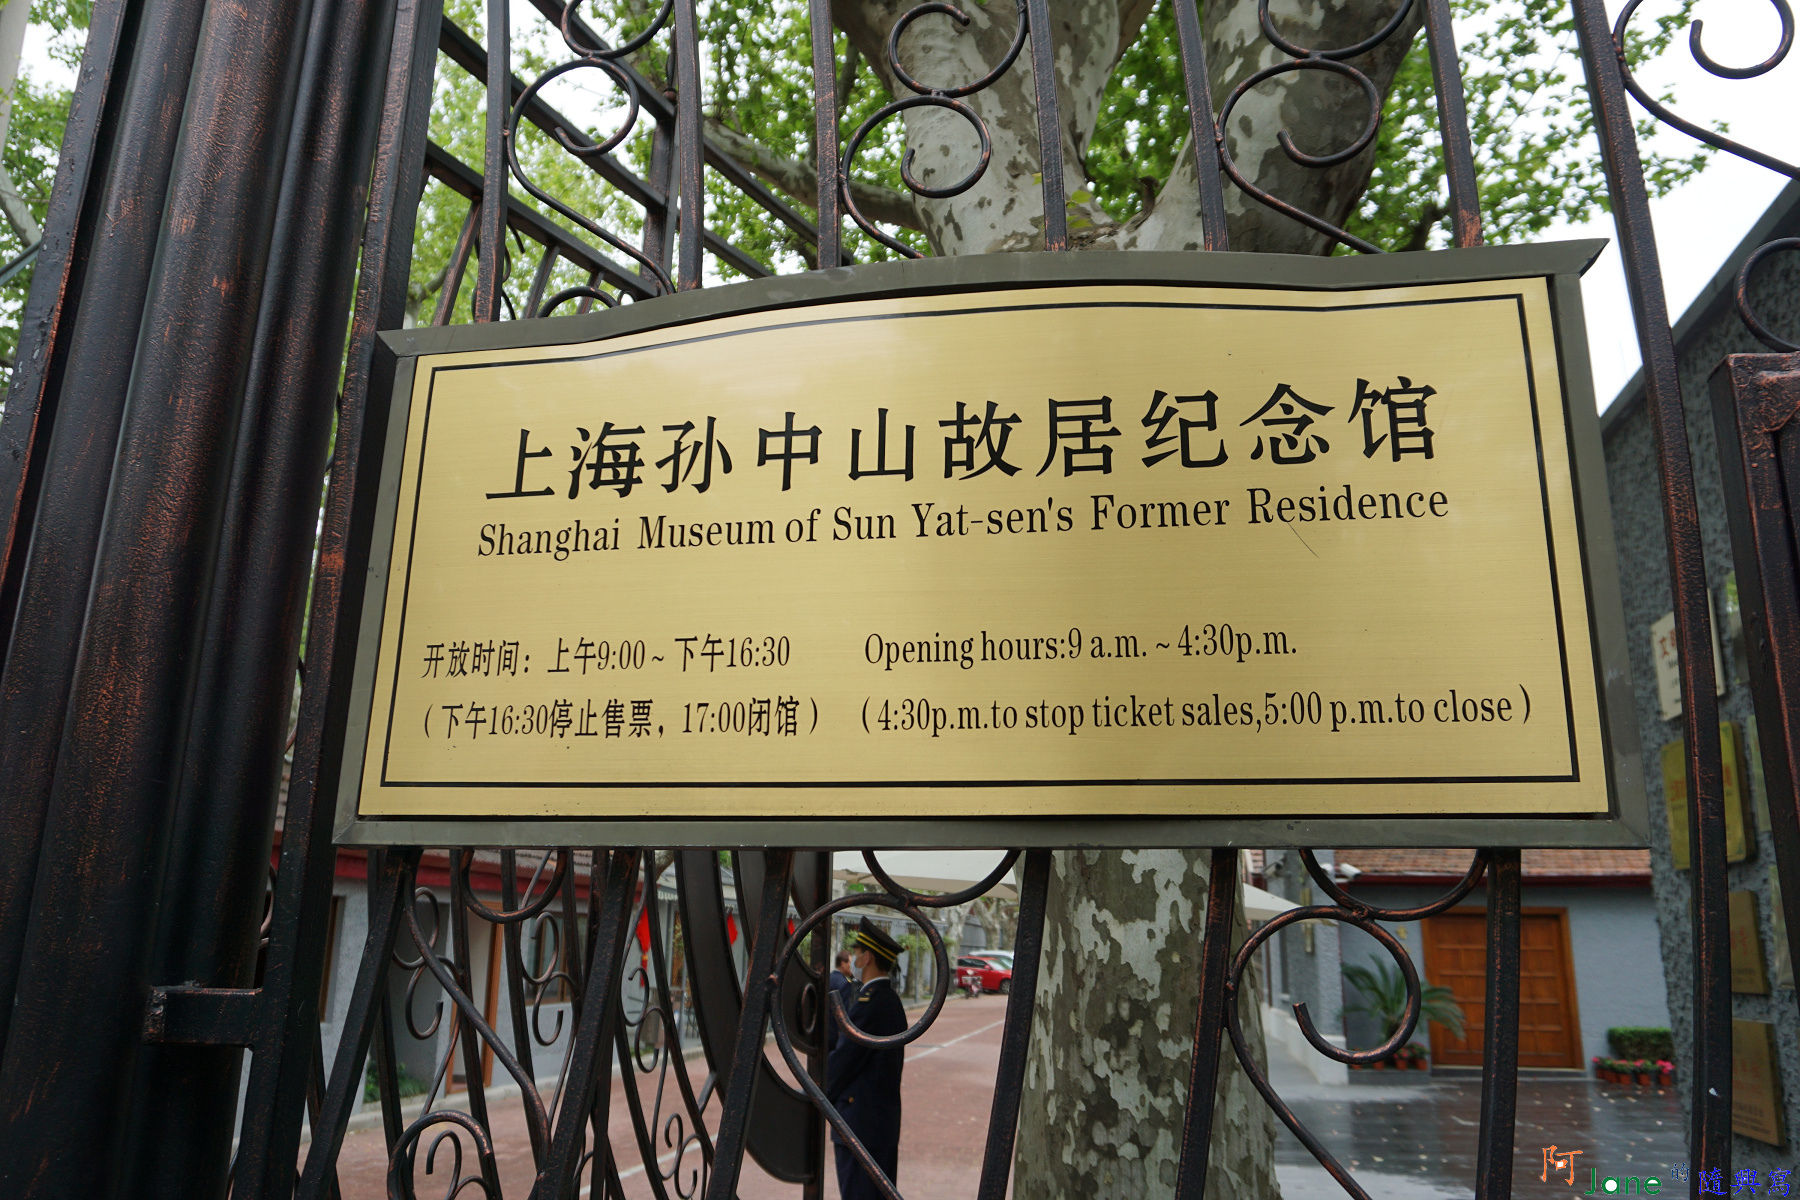 上海孙中山故居纪念馆
Shanghai Museum of Sun Yat-sen's Former Residence
开放时间：上午9:00～下午16:30
（下午16:30停止售票，17:00闭馆）
Opening hours:9 a.m.～4:30p.m.
（4:30p.m.to stop ticket sales,5:00 p.m.to close）
阿Jane的隨興寫